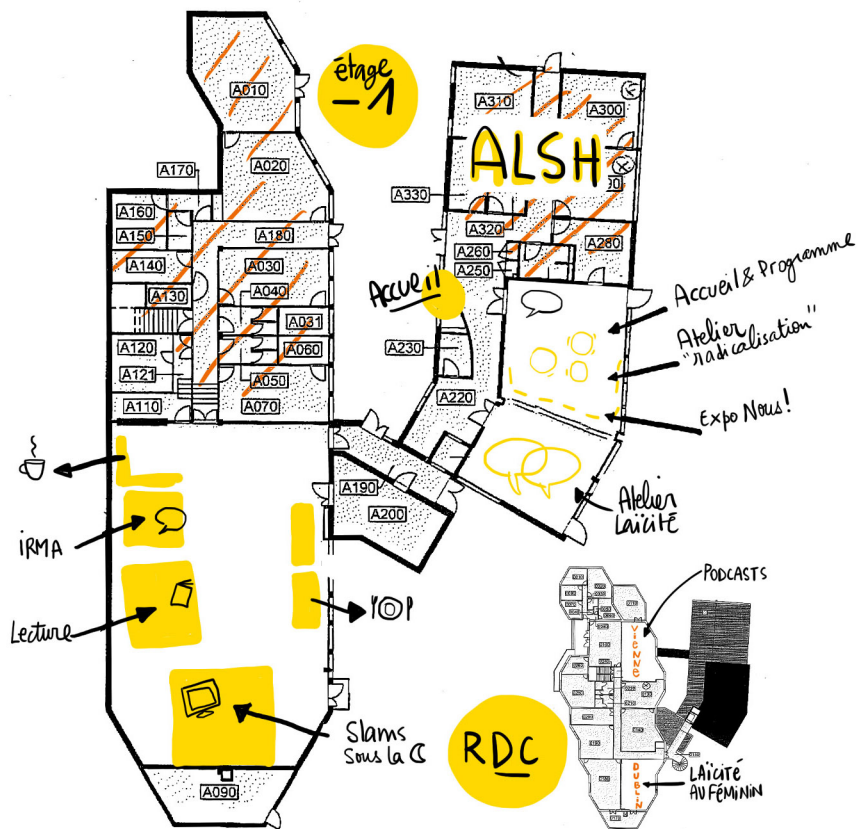 étage
-1
A010
A020
A170
A160
A150
A180
A140
A030
A040
A130
A031
A120
A060
A121
A050
A110
A070
A310
A300
ALSH
A330
A320
A260
A280
A250
Accueil
A230
A220
Accueil & Programme
Atelier
"radicalisation"
Expo Nous!
Atelier
Laïcité
A190
A200
IRMA
Lecture
Slams
sous la
A090
RDC
PODCASTS
VIENNE
DUBLIN
LAÏCITÉ
AU FÉMININ